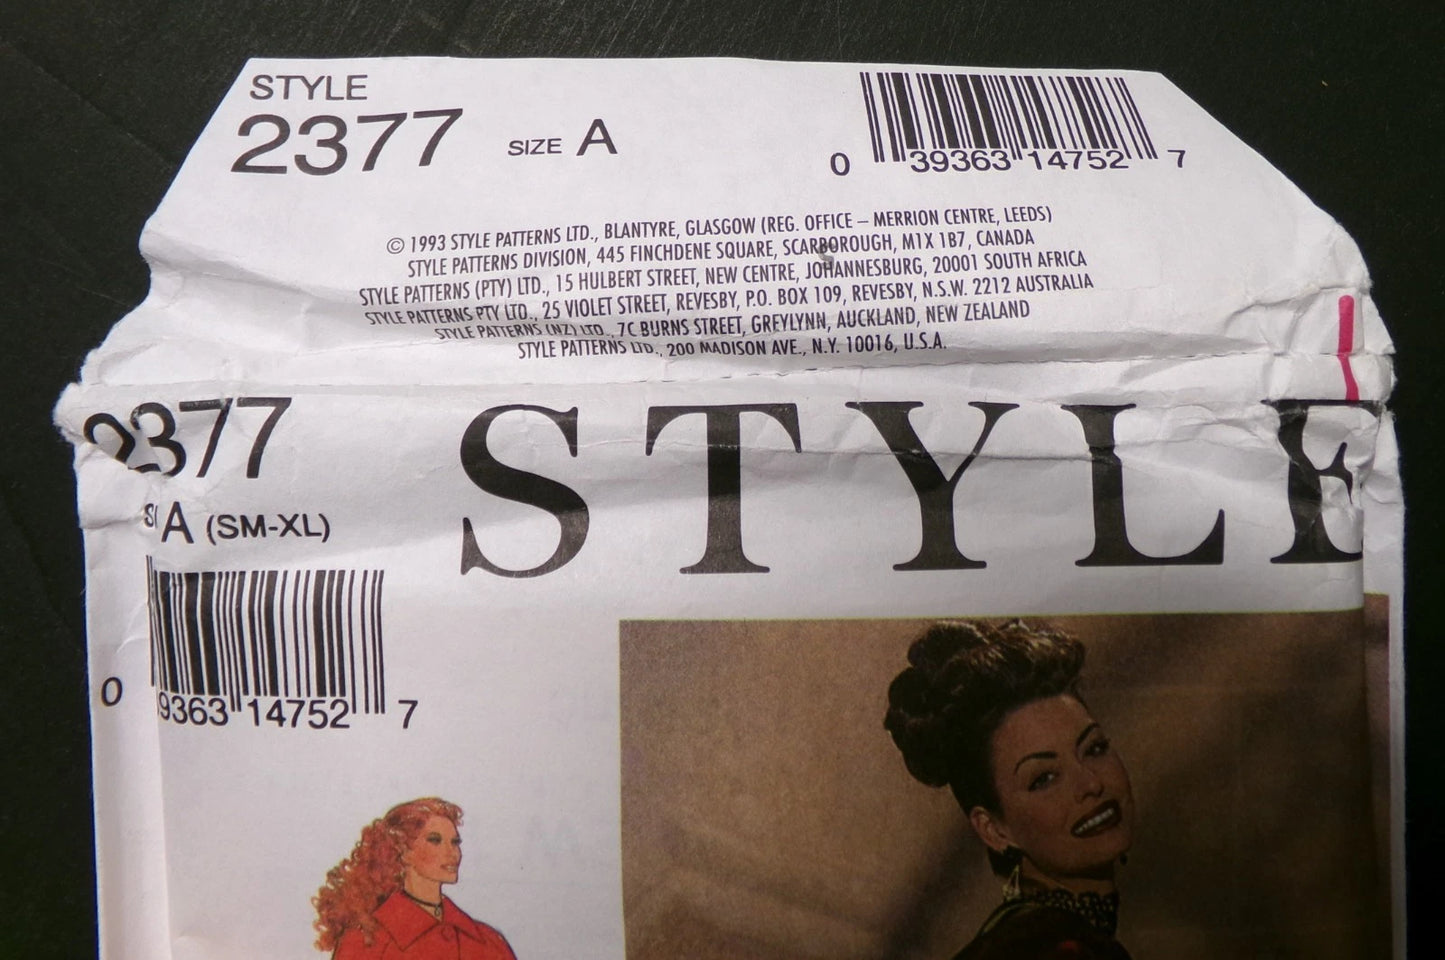 STYLE
2377 SIZE A
0 39363 14752 7
© 1993 STYLE PATTERNS LTD., BLANTYRE, GLASGOW (REG. OFFICE – MERRION CENTRE, LEEDS)
STYLE PATTERNS DIVISION, 445 FINCHDENE SQUARE, SCARBOROUGH, M1X 1B7, CANADA
STYLE PATTERNS (PTY) LTD., 15 HULBERT STREET, NEW CENTRE, JOHANNESBURG, 20001 SOUTH AFRICA
STYLE PATTERNS PTY LTD., 25 VIOLET STREET, REVESBY, P.O. BOX 109, REVESBY, N.S.W. 2212 AUSTRALIA
STYLE PATTERNS (NZ) LTD., 7C BURNS STREET, GREYLYNN, AUCKLAND, NEW ZEALAND
STYLE PATTERNS LTD., 200 MADISON AVE., N.Y. 10016, U.S.A.
2377
A (SM-XL)
STYLE
0 9363 14752 7